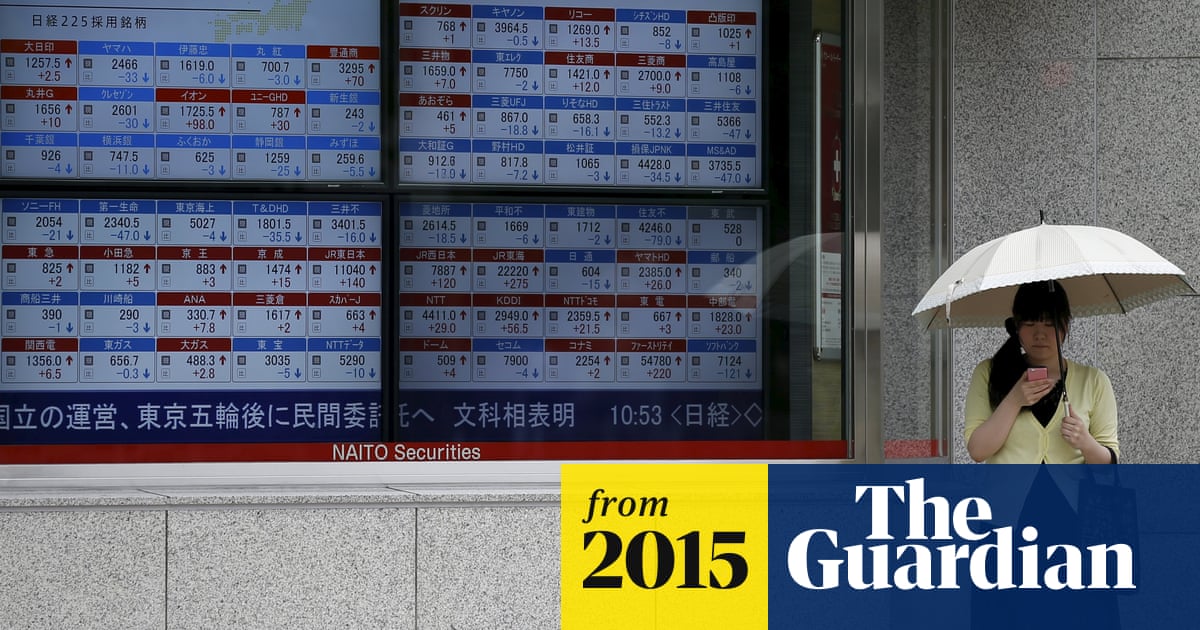 日経225採用銘柄
大日印 ヤマハ 伊藤忠 丸紅 豊通商
1257.5↑ 2466 1619.0 700.7 3295↑
+2.5 -33↓ -6.0↓ -3.0↓ +70
丸井G クレセゾン イオン ユニーGHD 新生銀
1656↑ 2601 1725.5↑ 787↑ 243
+10 -30↓ +98.0 +30 -2↓
千葉銀 横浜銀 ふくおか 静岡銀 みずほ
926 747.5 625 1259 259.6
-4↓ -11.0↓ -3↓ -25↓ -5.5↓
スクリン キヤノン リコー シチズンHD 凸版印
768↑ 3964.5 1269.0↑ 852 1025↑
+1 -0.5↓ +13.5 -8↓ +1
三井物 東エレク 住友商 三菱商 高島屋
1659.0↑ 7750 1421.0↑ 2700.0↑ 1108
+7.0 -2↓ +12.0 +9.0 -6↓
あおぞら 三菱UFJ りそなHD 三住トラスト 三井住友
461↑ 867.0 658.3 552.3 5366
+5 -18.8↓ -16.1↓ -13.2↓ -47↓
大和証G 野村HD 松井証 損保JPNK MS&AD
912.6 817.8 1065 4428.0 3735.5
-13.9↓ -7.2↓ -3↓ -34.5↓ -47.0↓
ソニーFH 第一生命 東京海上 T&DHD 三井不
2054 2340.5 5027 1801.5 3401.5
-21↓ -47.0↓ -4↓ -35.5↓ -16.0↓
東急 小田急 京王 京成 JR東日本
825↑ 1182↑ 883↑ 1474↑ 11040↑
+2 +5 +3 +15 +140
商船三井 川崎船 ANA 三菱倉 スカパーJ
390 290 330.7↑ 1617↑ 663↑
-1↓ -3↓ +7.8 +2 +4
関西電 東ガス 大ガス 東宝 NTTデータ
1356.0↑ 656.7 488.3↑ 3035 5290
+6.5 -0.3↓ +2.8 -5↓ -10↓
菱地所 平和不 東建物 住友不 東武
2614.5 1669 1712 4246.0 528
-18.5↓ -6↓ -2↓ -79.0↓ 0
JR西日本 JR東海 日通 ヤマトHD 郵船
7887↑ 22220↑ 604 2385.0↑ 340
+120 +275 -15↓ +26.0 -2↓
NTT KDDI NTTドコモ 東電 中部電
4411.0↑ 2949.0↑ 2359.5↑ 667↑ 1828.0↑
+29.0 +56.5 +21.5 +3 +23.0
ドーム セコム コナミ ファーストリテイ ソフトバンク
509↑ 7900 2254↑ 54780↑ 7124
+4 -4↓ +2 +220 -121↓
国立の運営、東京五輪後に民間委託へ 文科相表明 10:53〈日経〉◇
NAITO Securities
from
2015
The
Guardian